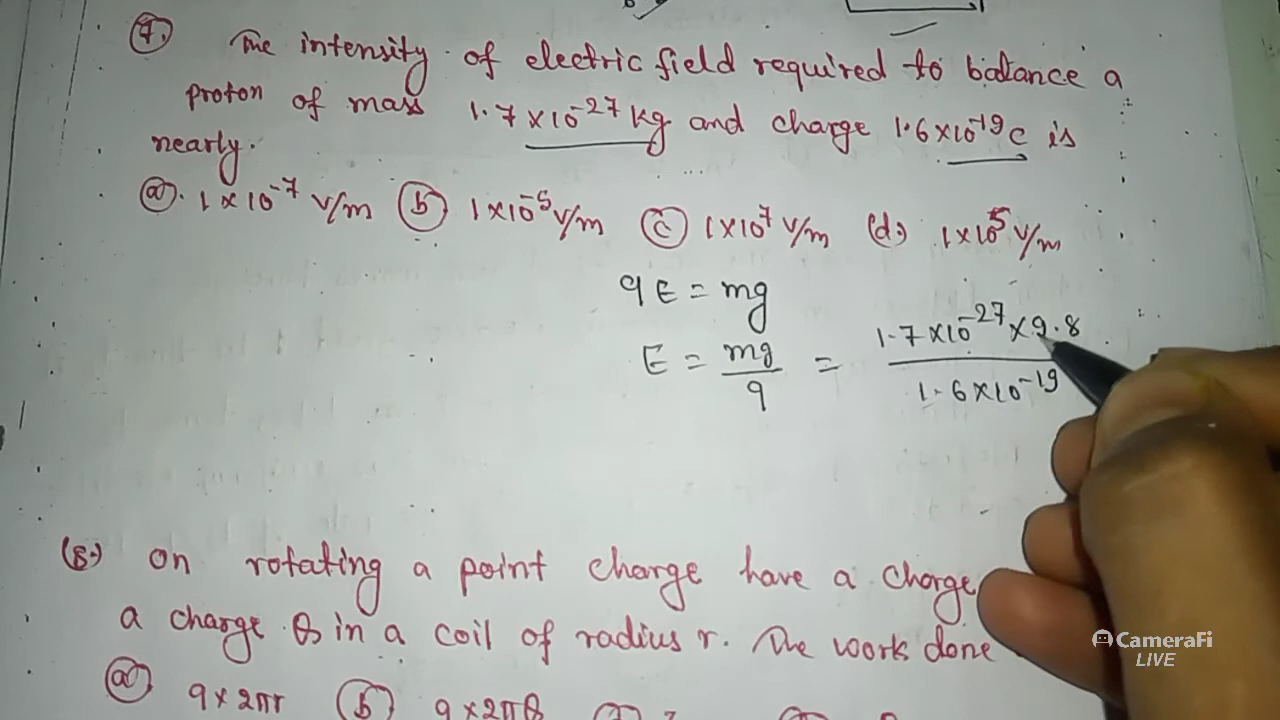 7. The intensity of electric field required to balance a
proton of mass 1.7×10⁻²⁷ kg and charge 1.6×10⁻¹⁹ c is
nearly.
(a). 1×10⁻⁷ v/m (b) 1×10⁻⁵ v/m (c) 1×10⁷ v/m (d.) 1×10⁵ v/m
qE = mg
E = mg/q = 1.7×10⁻²⁷×9.8/1.6×10⁻¹⁹
(8.) on rotating a point charge have a charge
a charge Q in a coil of radius r. The work done
(a) q×2πr (b) q×2πQ
CameraFi
LIVE